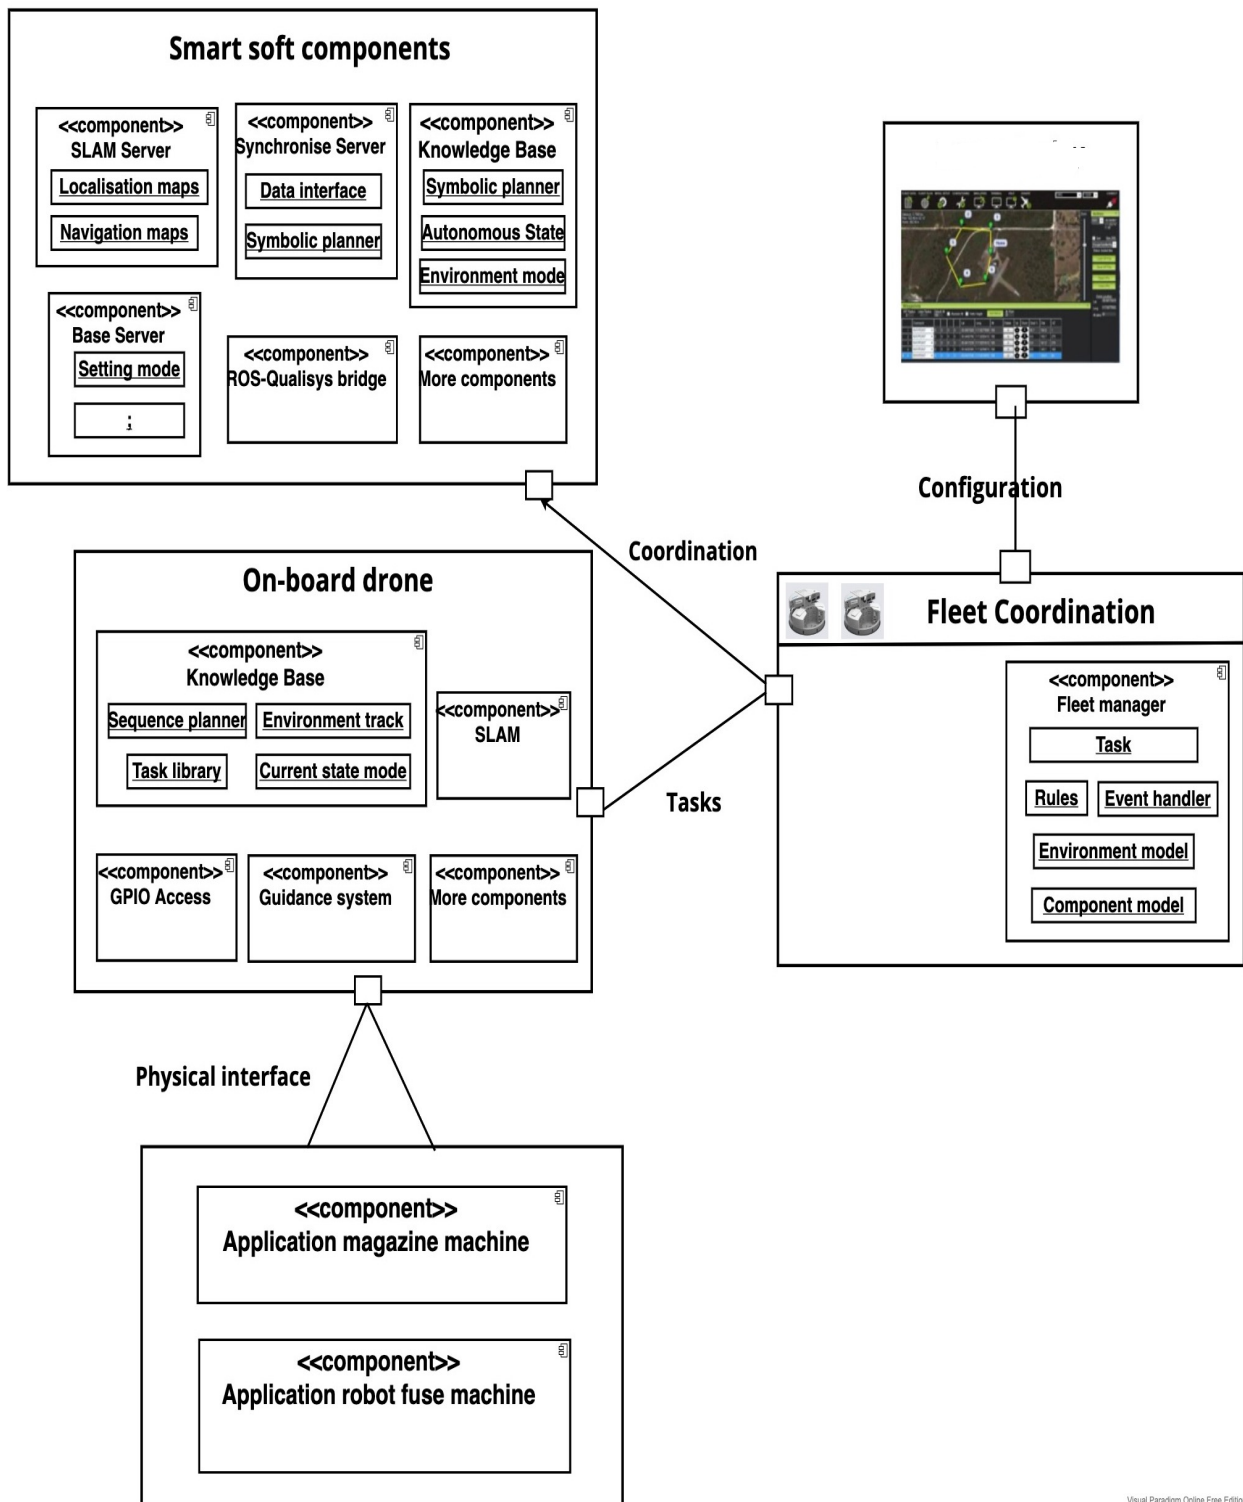 Smart soft components
<<component>>
SLAM Server
Localisation maps
Navigation maps
<<component>>
Synchronise Server
Data interface
Symbolic planner
<<component>>
Knowledge Base
Symbolic planner
Autonomous State
Environment mode
<<component>>
Base Server
Setting mode
:
<<component>>
ROS-Qualisys bridge
<<component>>
More components
Configuration
Coordination
On-board drone
<<component>>
Knowledge Base
Sequence planner
Environment track
Task library
Current state mode
<<component>>
SLAM
Tasks
<<component>>
GPIO Access
<<component>>
Guidance system
<<component>>
More components
Fleet Coordination
<<component>>
Fleet manager
Task
Rules
Event handler
Environment model
Component model
Physical interface
<<component>>
Application magazine machine
<<component>>
Application robot fuse machine
Visual Paradigm Online Free Editio